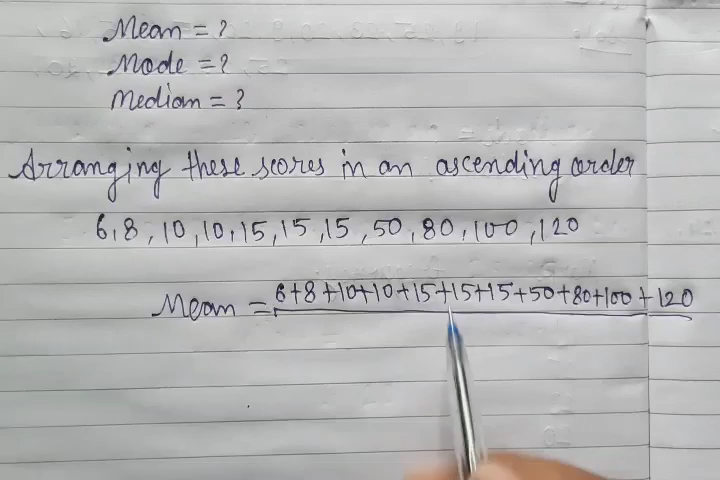 Mean = ?
Mode = ?
Median = ?
Arranging these scores in an ascending order
6, 8, 10, 10, 15, 15, 15, 50, 80, 100, 120
Mean = 6+8+10+10+15+15+15+50+80+100+120